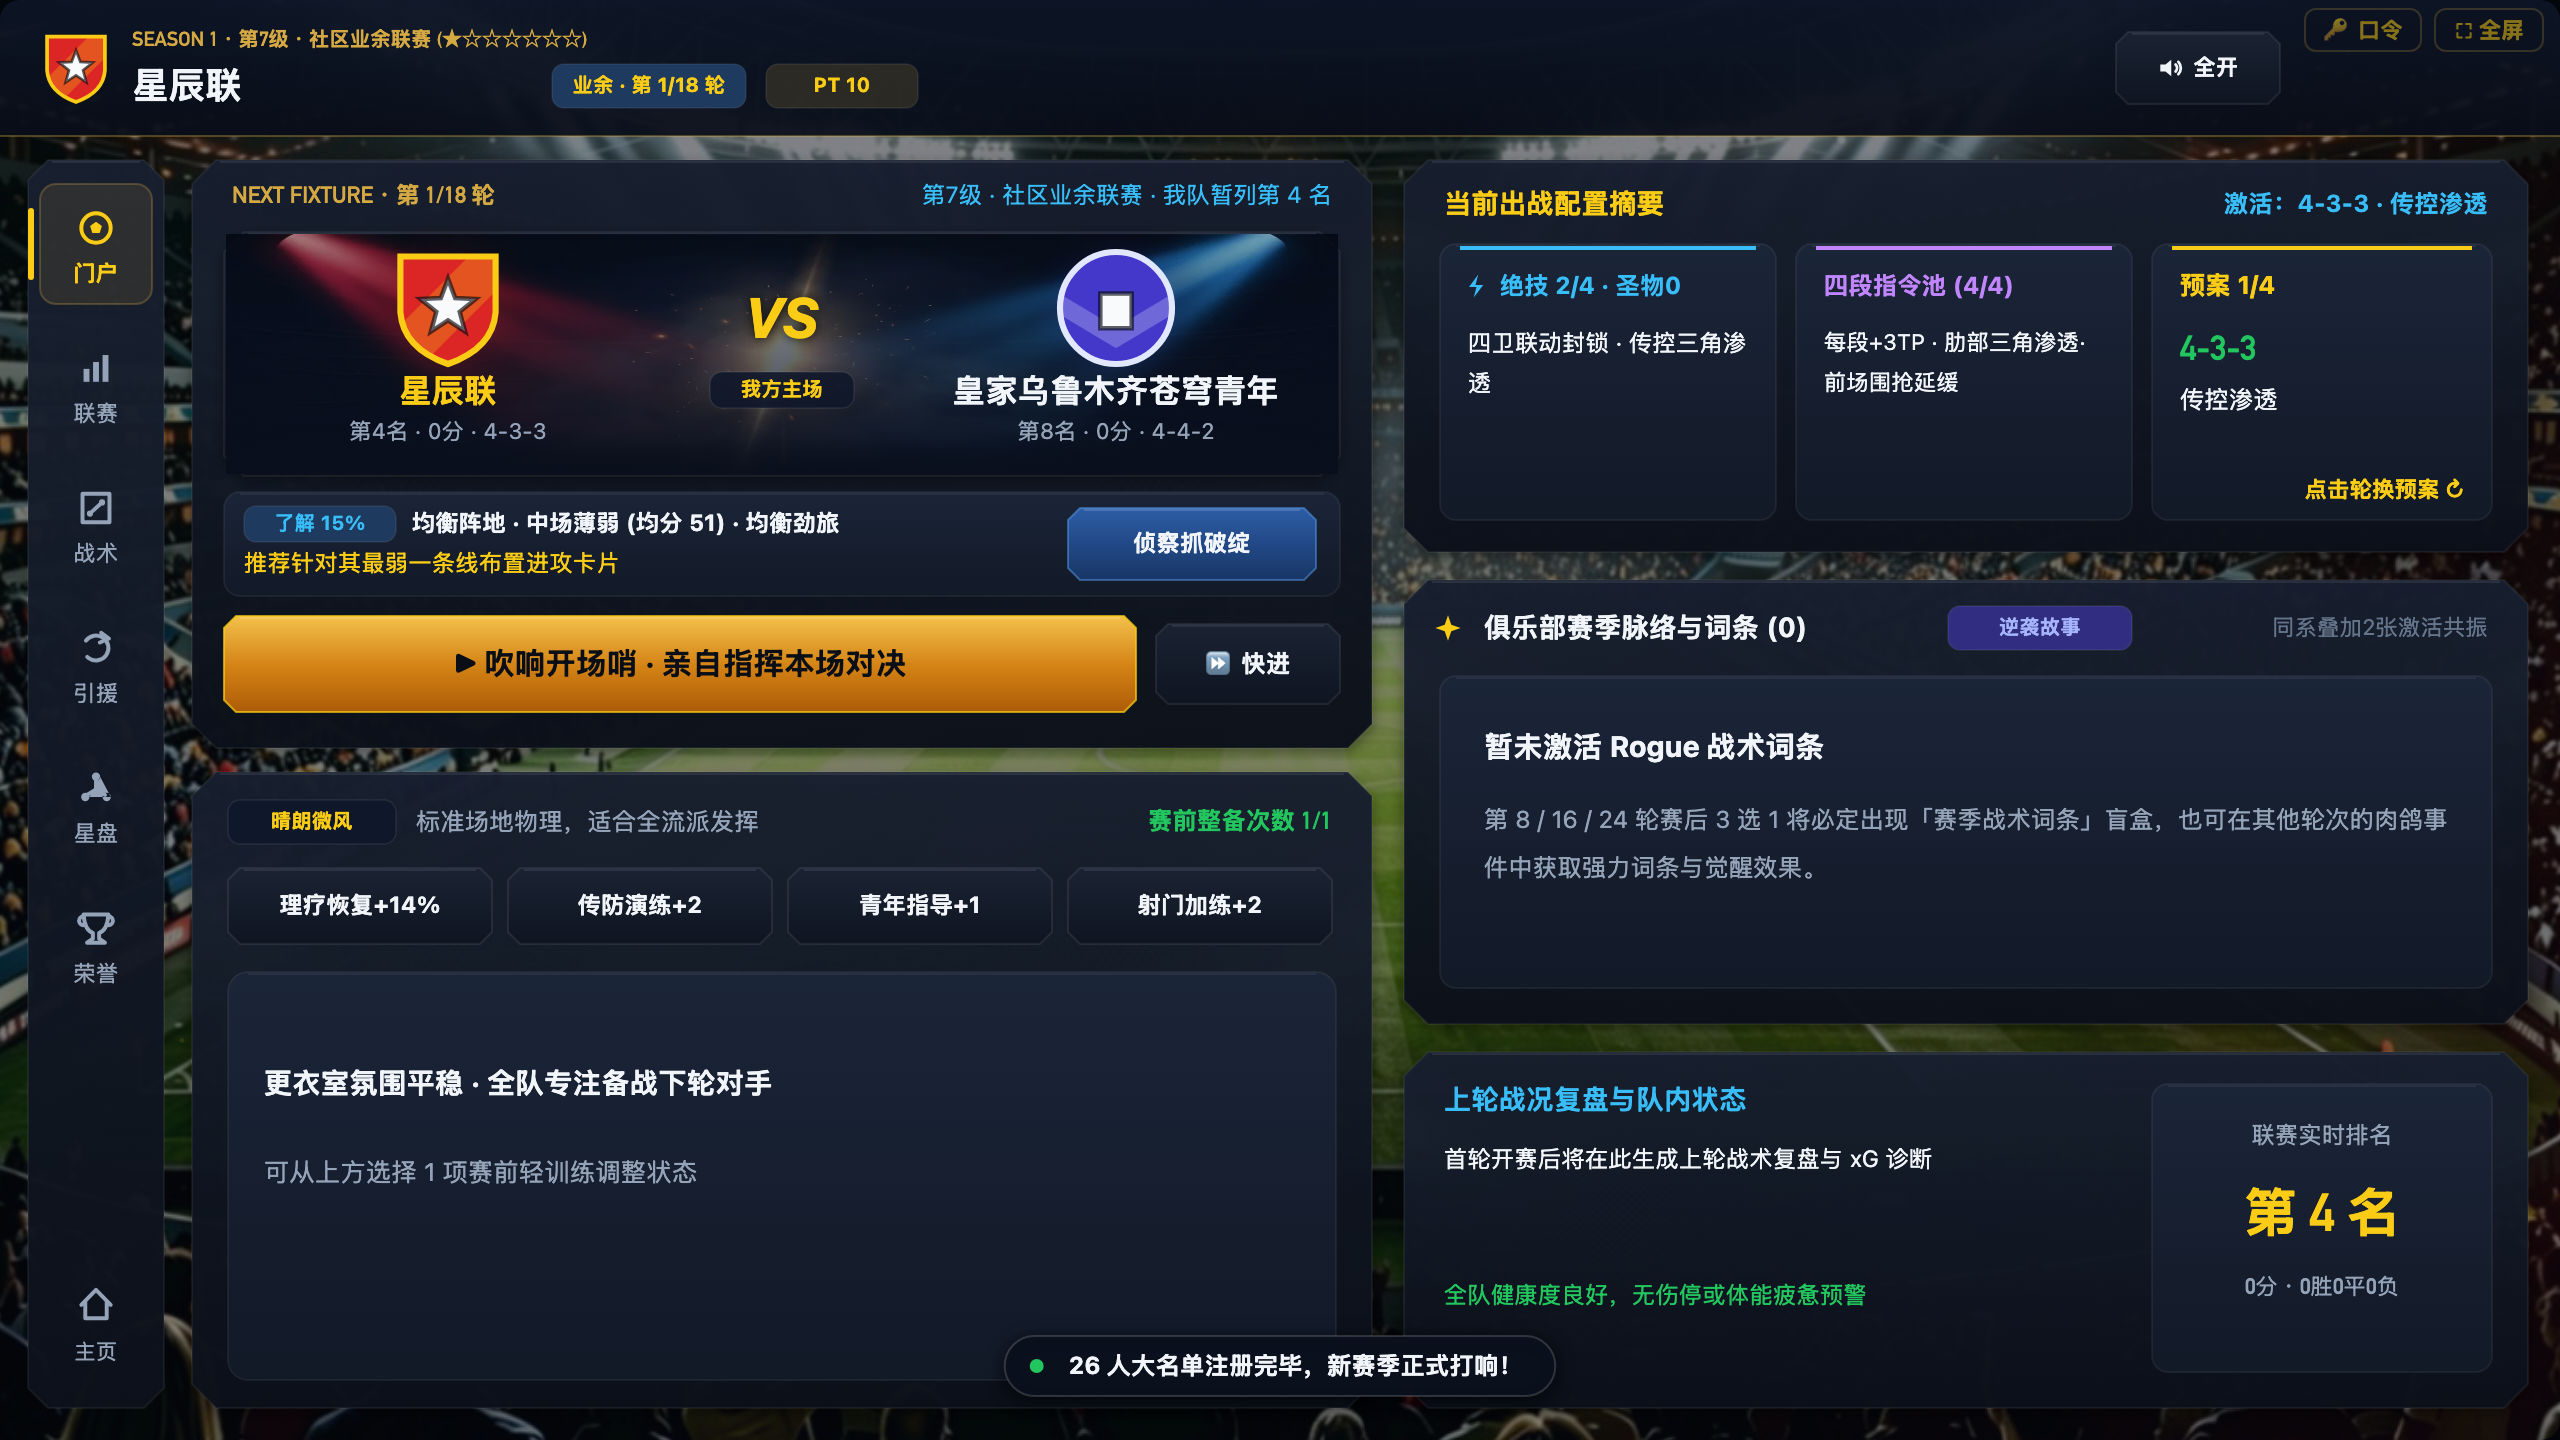 SEASON 1 · 第7级 · 社区业余联赛 (★☆☆☆☆☆☆)
星辰联
业余 · 第 1/18 轮
PT 10
全开
口令
全屏
门户
联赛
战术
引援
星盘
荣誉
主页
NEXT FIXTURE · 第 1/18 轮
第7级 · 社区业余联赛 · 我队暂列第 4 名
VS
星辰联
我方主场
皇家乌鲁木齐苍穹青年
第4名 · 0分 · 4-3-3
第8名 · 0分 · 4-4-2
了解 15%
均衡阵地 · 中场薄弱 (均分 51) · 均衡劲旅
推荐针对其最弱一条线布置进攻卡片
侦察抓破绽
▶ 吹响开场哨 · 亲自指挥本场对决
⏩ 快进
晴朗微风
标准场地物理，适合全流派发挥
赛前整备次数 1/1
理疗恢复+14%
传防演练+2
青年指导+1
射门加练+2
更衣室氛围平稳 · 全队专注备战下轮对手
可从上方选择 1 项赛前轻训练调整状态
当前出战配置摘要
激活：4-3-3 · 传控渗透
绝技 2/4 · 圣物0
四卫联动封锁 · 传控三角渗
透
四段指令池 (4/4)
每段+3TP · 肋部三角渗透·
前场围抢延缓
预案 1/4
4-3-3
传控渗透
点击轮换预案 ↻
俱乐部赛季脉络与词条 (0)
逆袭故事
同系叠加2张激活共振
暂未激活 Rogue 战术词条
第 8 / 16 / 24 轮赛后 3 选 1 将必定出现「赛季战术词条」盲盒，也可在其他轮次的肉鸽事
件中获取强力词条与觉醒效果。
上轮战况复盘与队内状态
首轮开赛后将在此生成上轮战术复盘与 xG 诊断
全队健康度良好，无伤停或体能疲惫预警
联赛实时排名
第 4 名
0分 · 0胜0平0负
26 人大名单注册完毕，新赛季正式打响！